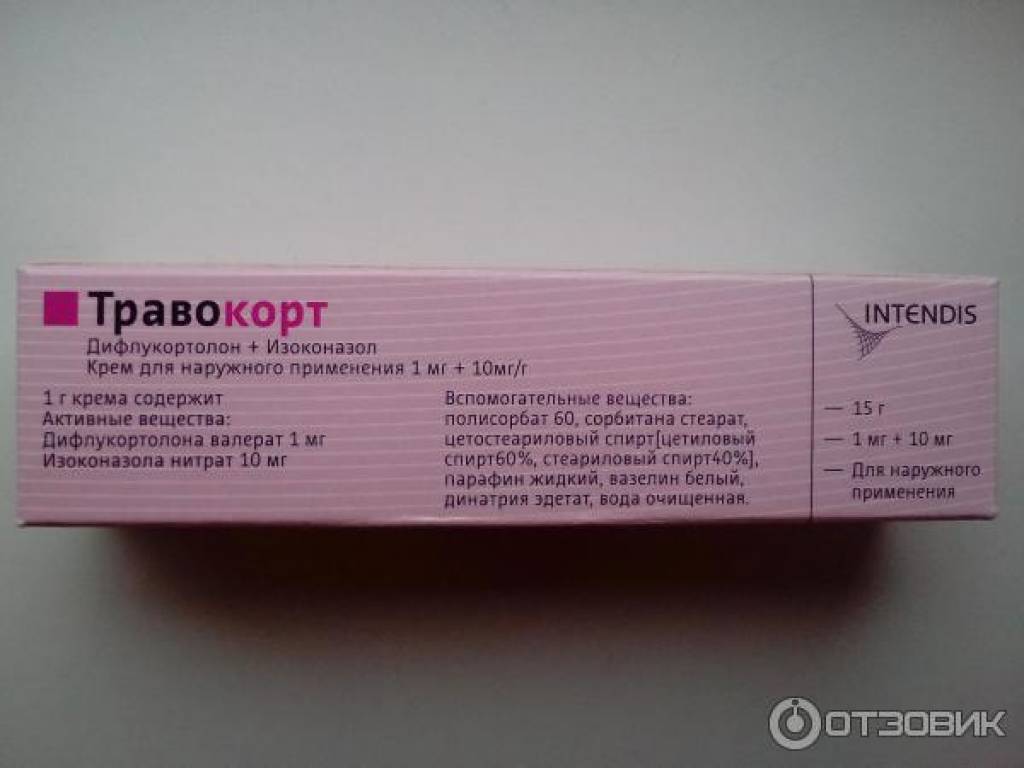 Травокорт
Дифлукортолон + Изоконазол
Крем для наружного применения 1 мг + 10мг/г
1 г крема содержит
Активные вещества:
Дифлукортолона валерат 1 мг
Изоконазола нитрат 10 мг
Вспомогательные вещества:
полисорбат 60, сорбитана стеарат,
цетостеариловый спирт[цетиловый
спирт60%, стеариловый спирт40%],
парафин жидкий, вазелин белый,
динатрия эдетат, вода очищенная.
INTENDIS
— 15 г
— 1 мг + 10 мг
— Для наружного
применения
ОТЗОВИК